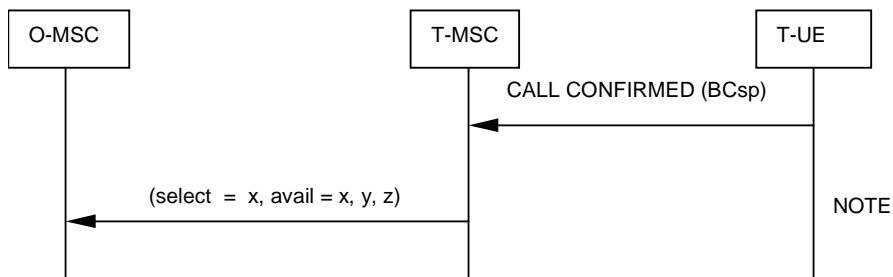 O-MSC
T-MSC
T-UE
CALL CONFIRMED (BCsp)
(select = x, avail = x, y, z)
NOTE